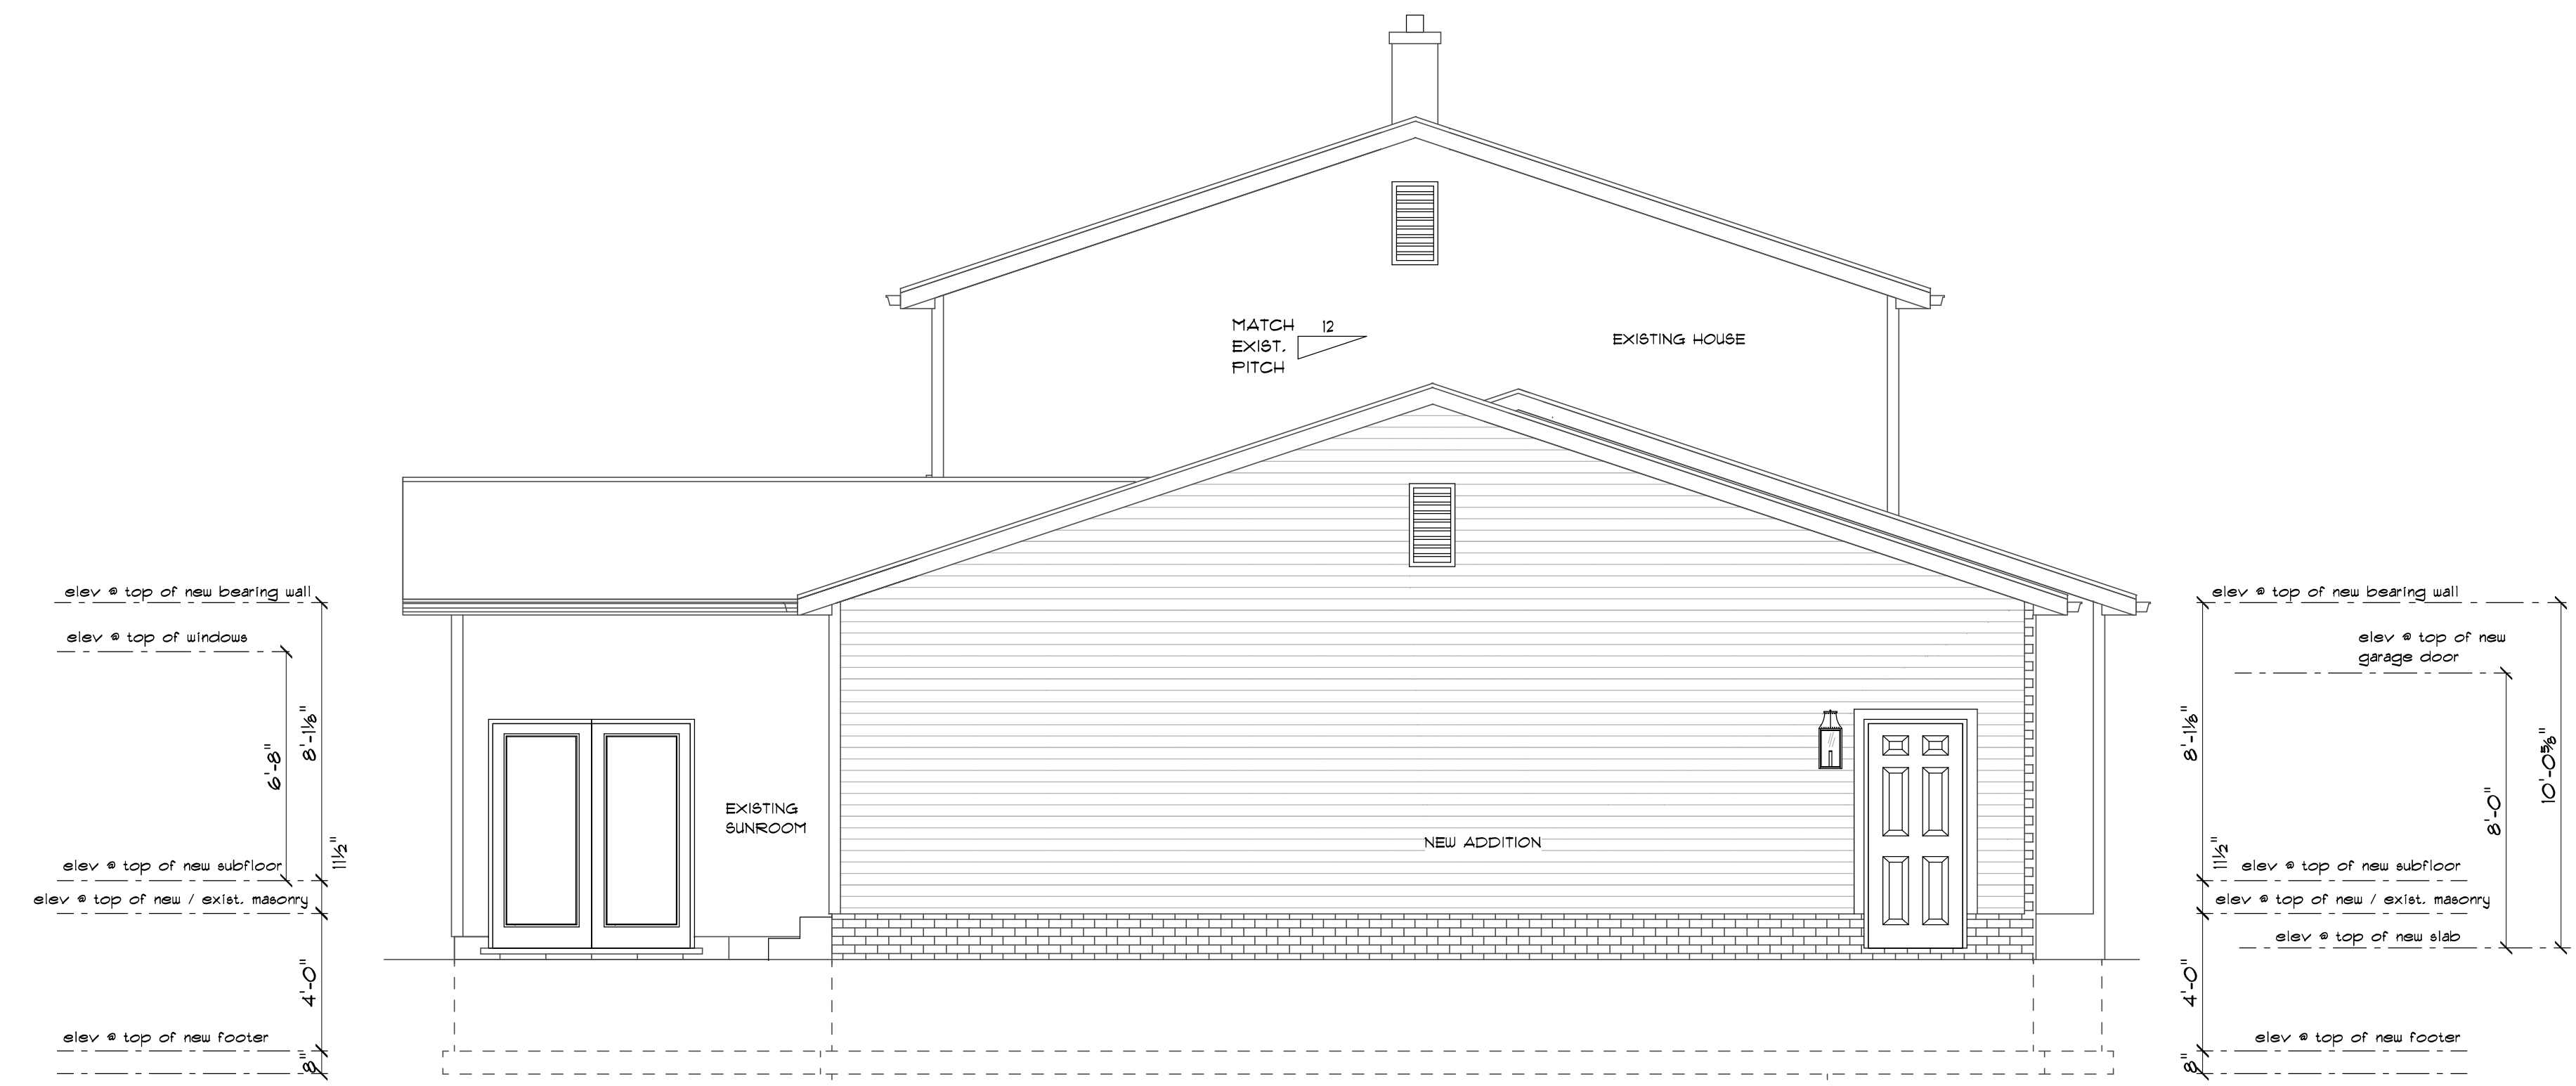 MATCH
EXIST.
PITCH
12
EXISTING HOUSE
elev @ top of new bearing wall
elev @ top of windows
8'-1⅛"
6'-8"
EXISTING
SUNROOM
11½"
elev @ top of new subfloor
elev @ top of new / exist. masonry
4'-0"
elev @ top of new footer
8"
NEW ADDITION
elev @ top of new bearing wall
elev @ top of new
garage door
8'-1⅛"
10'-0⅝"
8'-0"
11½"
elev @ top of new subfloor
elev @ top of new / exist. masonry
elev @ top of new slab
4'-0"
elev @ top of new footer
8"